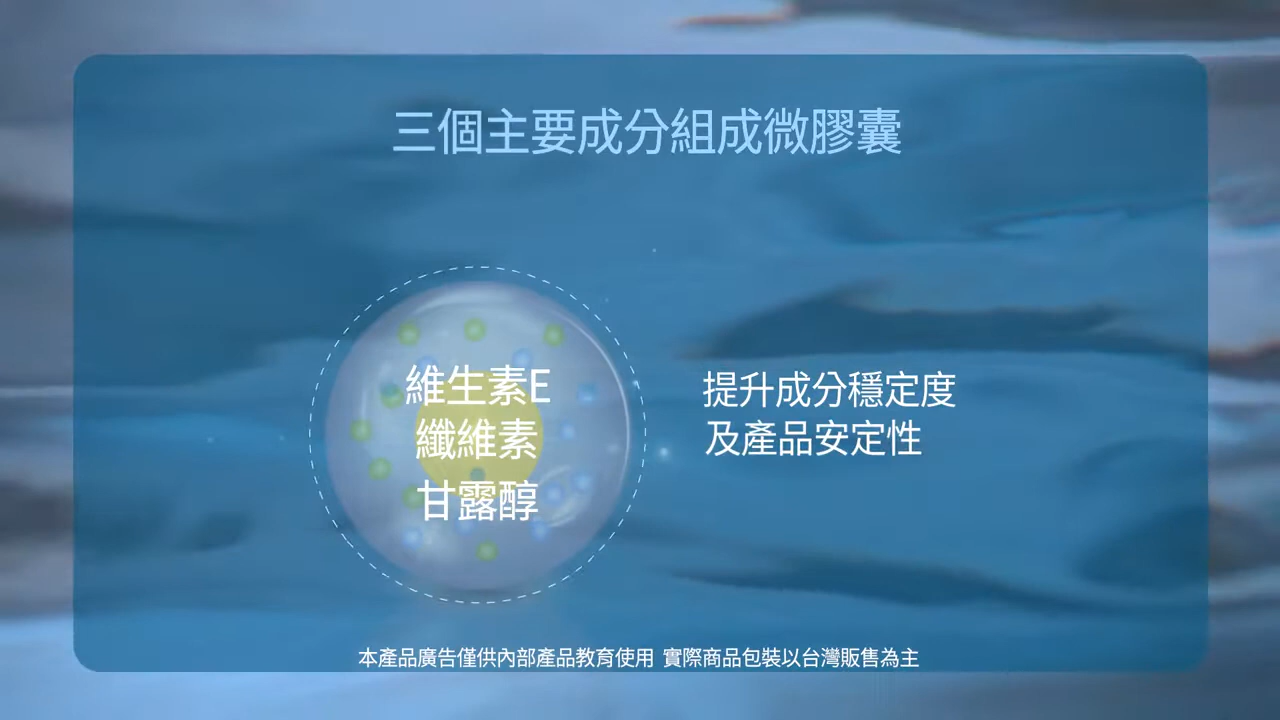 三個主要成分組成微膠囊
維生素E
纖維素
甘露醇
提升成分穩定度
及產品安定性
本產品廣告僅供內部產品教育使用 實際商品包裝以台灣販售為主